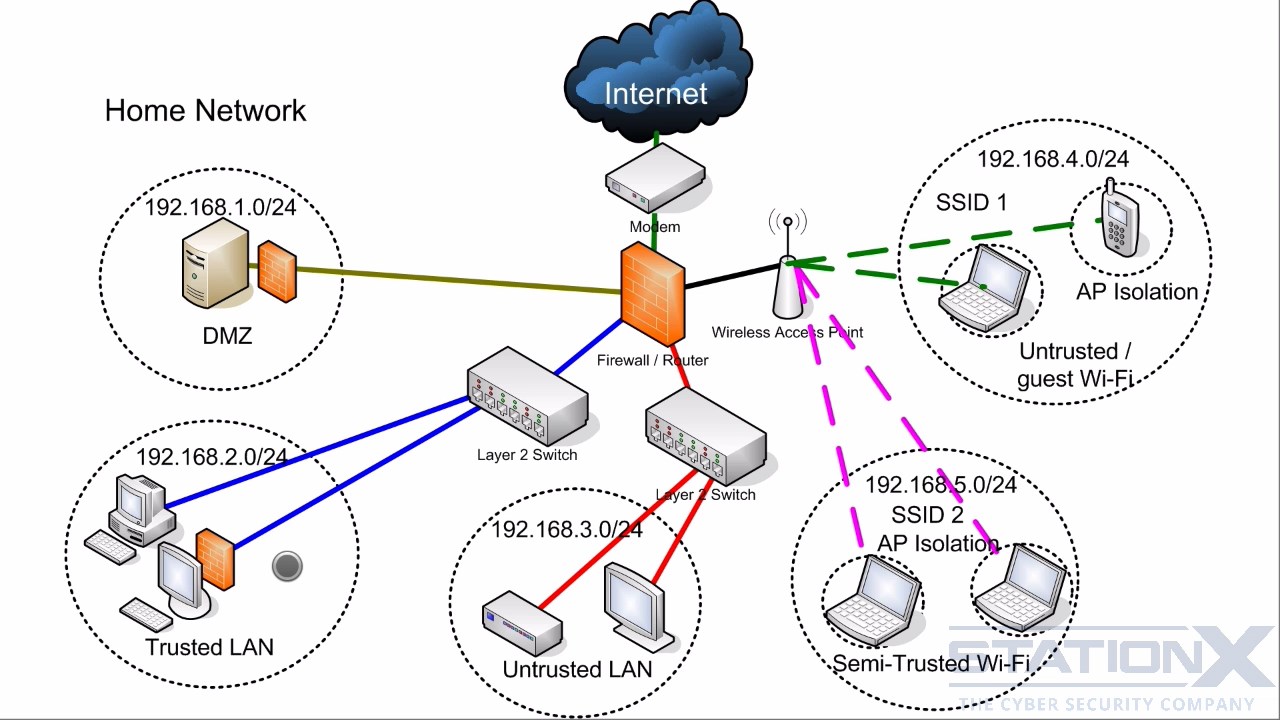 Internet
Home Network
Modem
192.168.1.0/24
DMZ
Firewall / Router
Wireless Access Point
192.168.4.0/24
SSID 1
AP Isolation
Untrusted /
guest Wi-Fi
Layer 2 Switch
Layer 2 Switch
192.168.2.0/24
Trusted LAN
192.168.3.0/24
Untrusted LAN
192.168.5.0/24
SSID 2
AP Isolation
Semi-Trusted Wi-Fi
STATIONX
THE CYBER SECURITY COMPANY